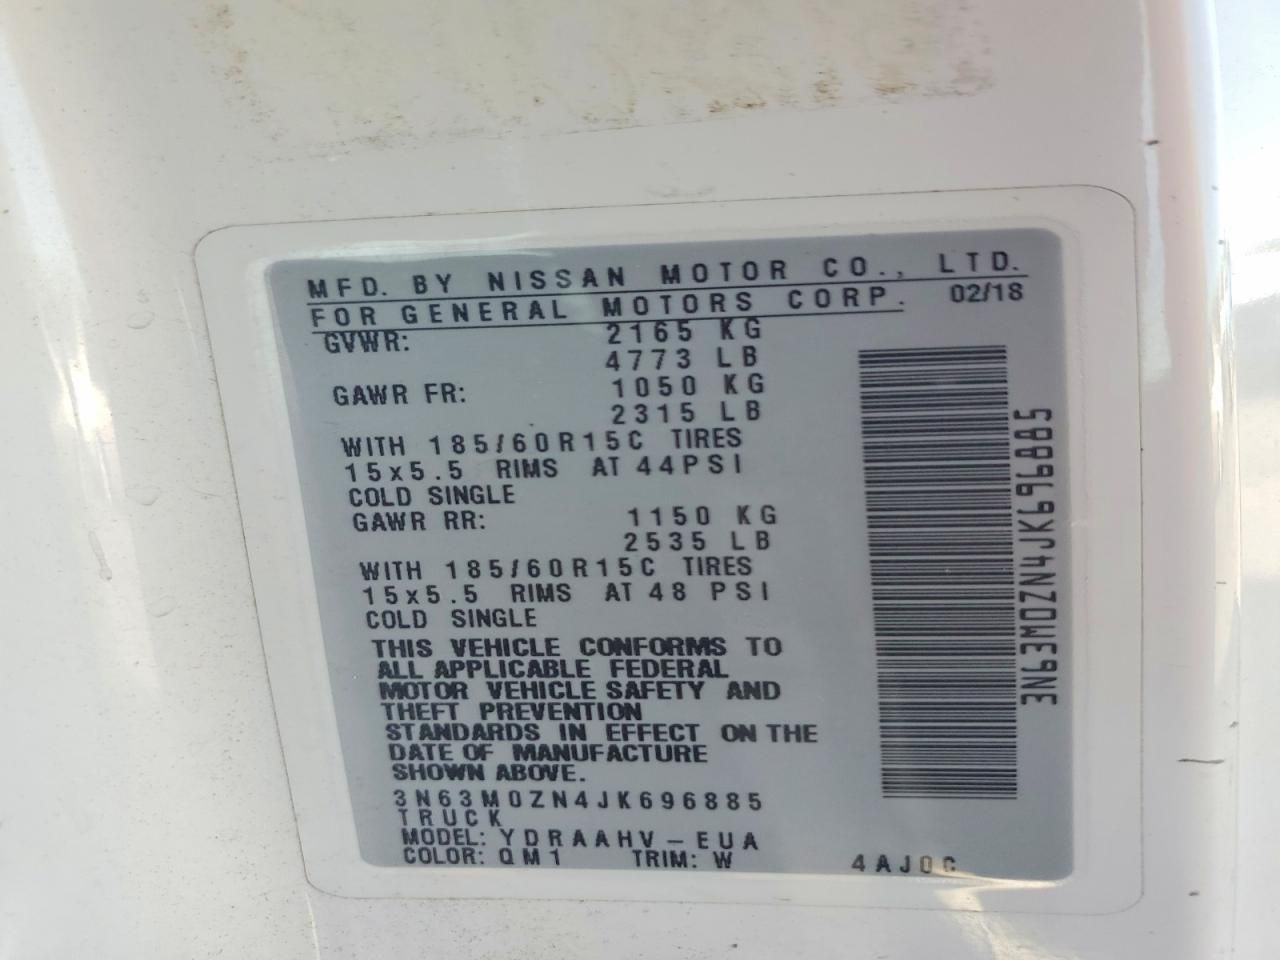 MFD. BY NISSAN MOTOR CO., LTD.
FOR GENERAL MOTORS CORP. 02/18
GVWR: 2165 KG
4773 LB
GAWR FR: 1050 KG
2315 LB
WITH 185/60R15C TIRES
15x5.5 RIMS AT 44PSI
COLD SINGLE
GAWR RR: 1150 KG
2535 LB
WITH 185/60R15C TIRES
15x5.5 RIMS AT 48 PSI
COLD SINGLE
THIS VEHICLE CONFORMS TO
ALL APPLICABLE FEDERAL
MOTOR VEHICLE SAFETY AND
THEFT PREVENTION
STANDARDS IN EFFECT ON THE
DATE OF MANUFACTURE
SHOWN ABOVE.
3N63M0ZN4JK696885
TRUCK
MODEL: YDRAAHV-EUA
COLOR: QM1 TRIM: W 4AJ0C
3N63M0ZN4JK696885